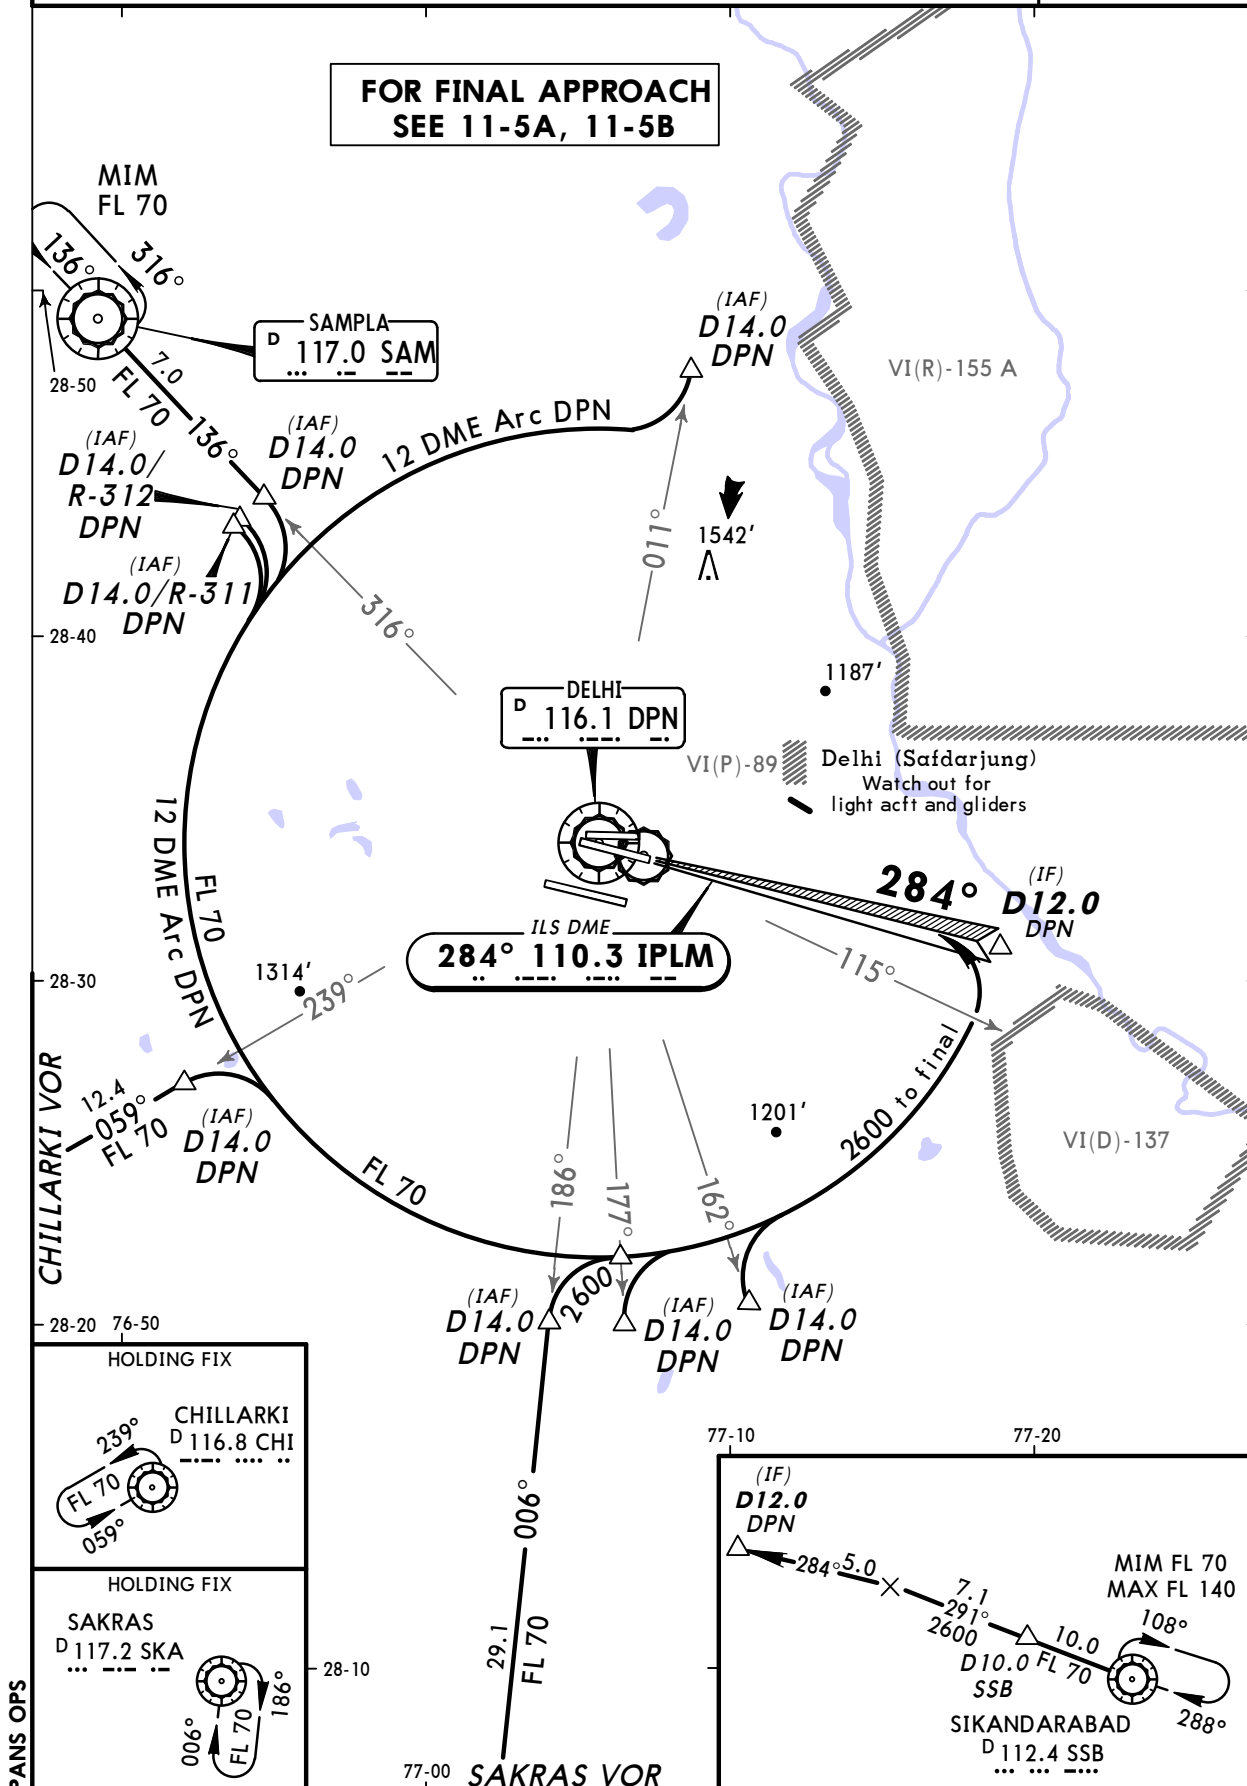 FOR FINAL APPROACH
SEE 11-5A, 11-5B
MIM
FL 70
136°
316°
SAMPLA
D 117.0 SAM
28-50
7.0
FL 70
136°
(IAF)
D14.0
DPN
(IAF)
D14.0/
R-312
DPN
(IAF)
D14.0/R-311
DPN
12 DME Arc DPN
(IAF)
D14.0
DPN
VI(R)-155 A
011°
1542'
316°
28-40
DELHI
D 116.1 DPN
1187'
VI(P)-89
Delhi (Safdarjung)
Watch out for
light acft and gliders
12 DME Arc DPN
FL 70
284°
(IF)
D12.0
DPN
ILS DME
284° 110.3 IPLM
115°
28-30
1314'
239°
CHILLARKI VOR
12.4
059°
FL 70
(IAF)
D14.0
DPN
FL 70
1201'
2600 to final
VI(D)-137
186°
177°
162°
2600
(IAF)
D14.0
DPN
(IAF)
D14.0
DPN
(IAF)
D14.0
DPN
28-20
76-50
HOLDING FIX
CHILLARKI
D 116.8 CHI
239°
FL 70
059°
HOLDING FIX
SAKRAS
D 117.2 SKA
006°
FL 70
186°
28-10
PANS OPS
006°
29.1
FL 70
77-00
SAKRAS VOR
77-10
77-20
(IF)
D12.0
DPN
284°
5.0
7.1
291°
2600
D10.0
SSB
10.0
FL 70
MIM FL 70
MAX FL 140
108°
288°
SIKANDARABAD
D 112.4 SSB